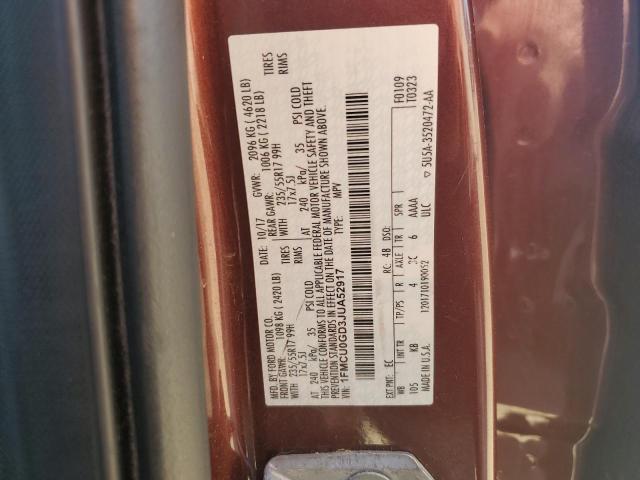 MFD. BY FORD MOTOR CO.
DATE: 10/17 GVWR: 2096 KG ( 4620 LB)
FRONT GAWR: 1098 KG (2420 LB) REAR GAWR: 1006 KG ( 2218 LB)
WITH 235/55R17 99H TIRES WITH 235/55R17 99H TIRES
17x7.5J RIMS 17x7.5J RIMS
AT 240 kPa/ 35 PSI COLD AT 240 kPa/ 35 PSI COLD
THIS VEHICLE CONFORMS TO ALL APPLICABLE FEDERAL MOTOR VEHICLE SAFETY AND THEFT
PREVENTION STANDARDS IN EFFECT ON THE DATE OF MANUFACTURE SHOWN ABOVE.
VIN: 1FMCU0GD3JUA52917 TYPE: MPV
F0109
T0323
EXT PNT: EC RC: 48 DSO:
WB INT TR TP/PS R AXLE TR SPR
105 KB 4 6 AAAA
MADE IN U.S.A. ULC
5U5A-3520472-AA